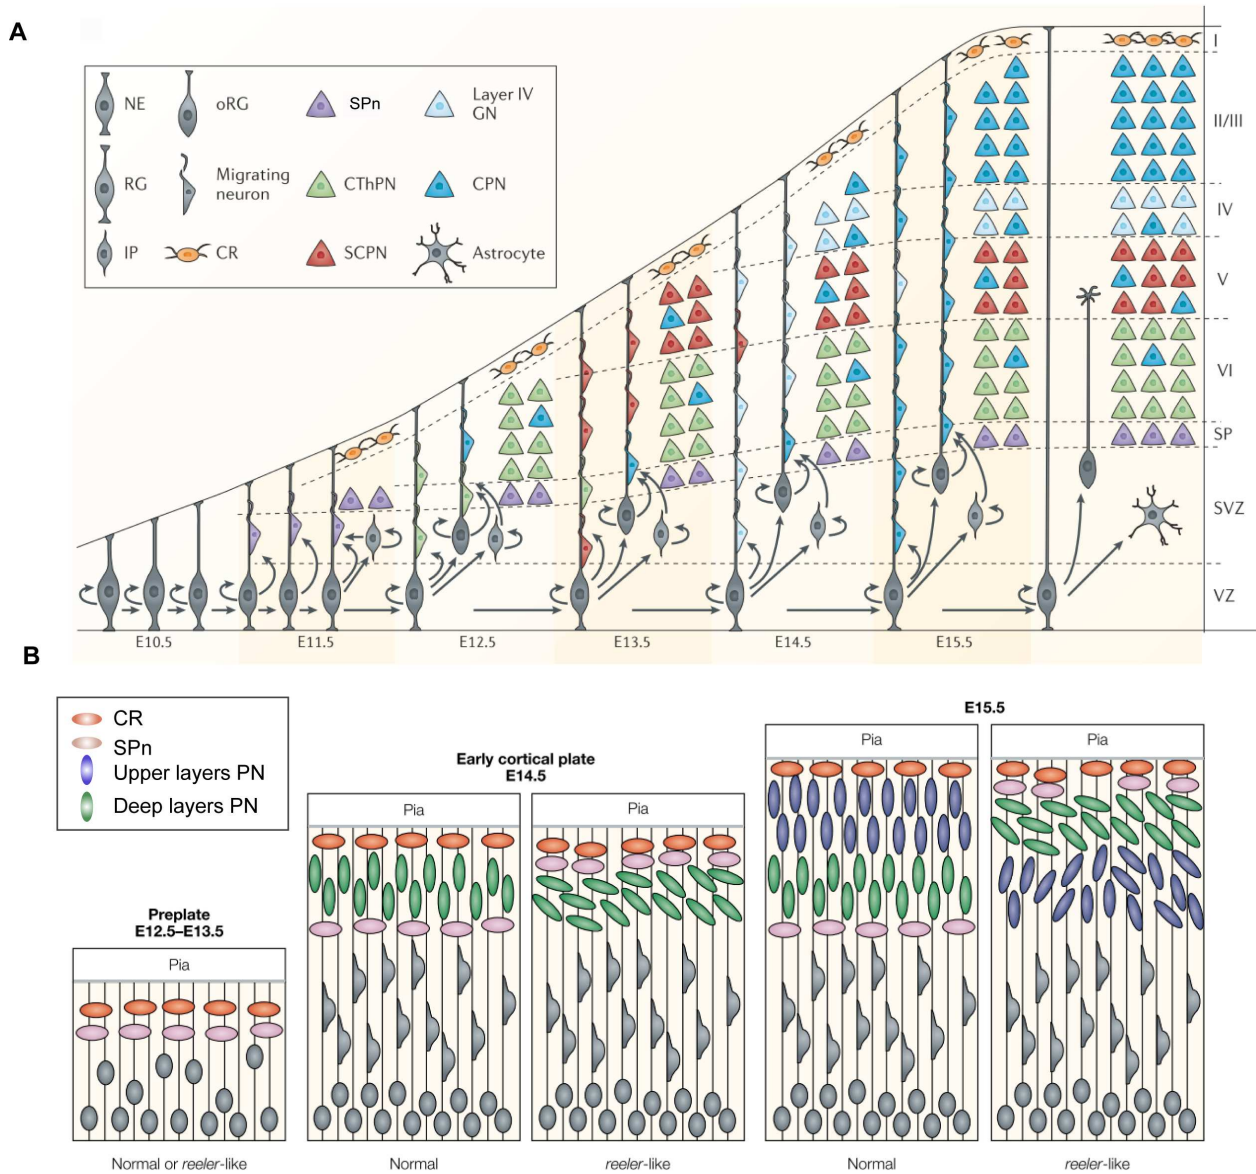 A
NE
oRG
SPn
Layer IV
GN
RG
Migrating
neuron
CThPN
CPN
IP
CR
SCPN
Astrocyte
I
II/III
IV
V
VI
SP
SVZ
VZ
E10.5
E11.5
E12.5
E13.5
E14.5
E15.5
B
CR
SPn
Upper layers PN
Deep layers PN
Preplate
E12.5–E13.5
Pia
Normal or reeler-like
Early cortical plate
E14.5
Pia
Pia
Normal
reeler-like
E15.5
Pia
Pia
Normal
reeler-like